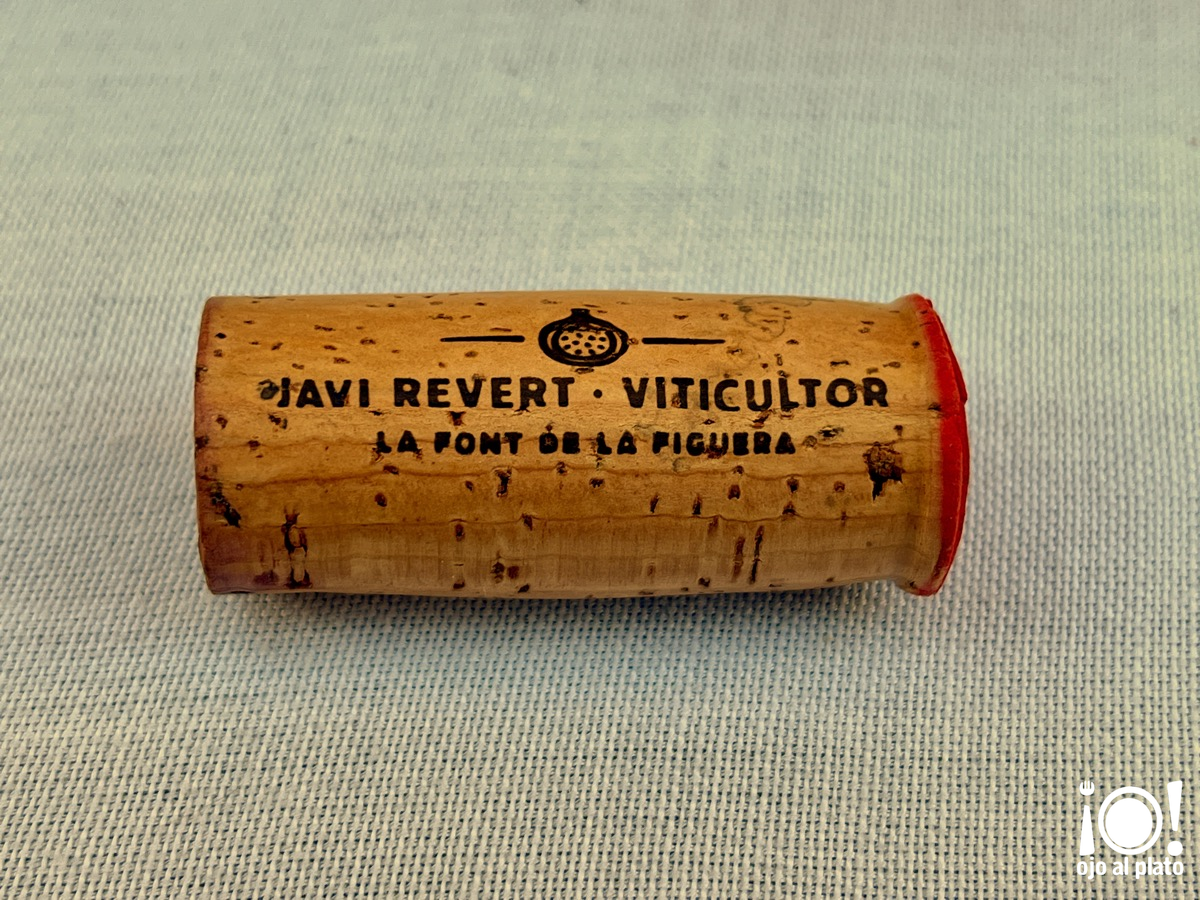 JAVI REVERT · VITICULTOR
LA FONT DE LA FIGUERA
¡O!
ojo al plato